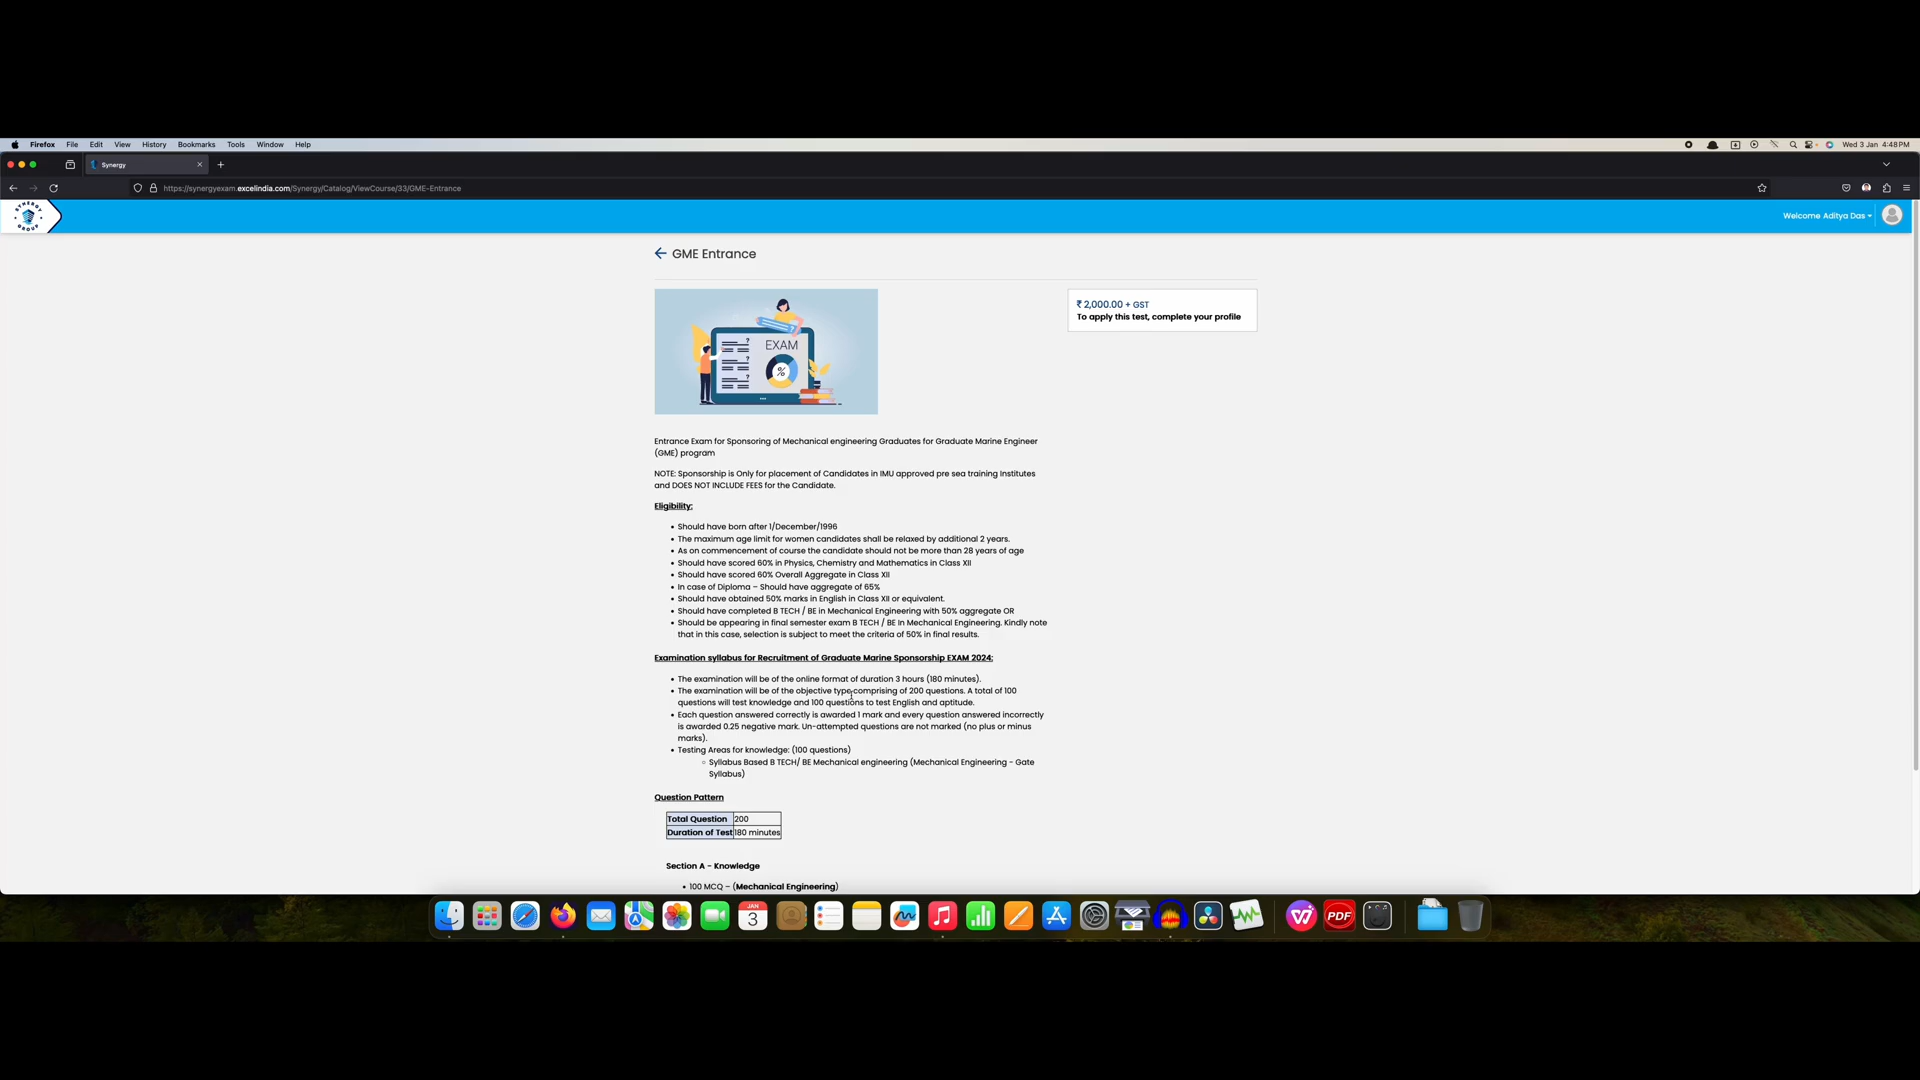 Firefox File Edit View History Bookmarks Tools Window Help
Wed 3 Jan 4:48PM
Synergy
https://synergyexam.excelindia.com/Synergy/Catalog/ViewCourse/33/GME-Entrance
SYNERGY GROUP
Welcome Aditya Das
GME Entrance
EXAM
%
₹ 2,000.00 + GST
To apply this test, complete your profile
Entrance Exam for Sponsoring of Mechanical engineering Graduates for Graduate Marine Engineer
(GME) program
NOTE: Sponsorship is Only for placement of Candidates in IMU approved pre sea training Institutes
and DOES NOT INCLUDE FEES for the Candidate.
Eligibility:
• Should have born after 1/December/1996
• The maximum age limit for women candidates shall be relaxed by additional 2 years.
• As on commencement of course the candidate should not be more than 28 years of age
• Should have scored 60% in Physics, Chemistry and Mathematics in Class XII
• Should have scored 60% Overall Aggregate in Class XII
• In case of Diploma – Should have aggregate of 65%
• Should have obtained 50% marks in English in Class XII or equivalent.
• Should have completed B TECH / BE in Mechanical Engineering with 50% aggregate OR
• Should be appearing in final semester exam B TECH / BE In Mechanical Engineering. Kindly note
that in this case, selection is subject to meet the criteria of 50% in final results.
Examination syllabus for Recruitment of Graduate Marine Sponsorship EXAM 2024:
• The examination will be of the online format of duration 3 hours (180 minutes).
• The examination will be of the objective type comprising of 200 questions. A total of 100
questions will test knowledge and 100 questions to test English and aptitude.
• Each question answered correctly is awarded 1 mark and every question answered incorrectly
is awarded 0.25 negative mark. Un-attempted questions are not marked (no plus or minus
marks).
• Testing Areas for knowledge: (100 questions)
○ Syllabus Based B TECH/ BE Mechanical engineering (Mechanical Engineering - Gate
Syllabus)
Question Pattern
Total Question 200
Duration of Test 180 minutes
Section A – Knowledge
• 100 MCQ – (Mechanical Engineering)
JAN
3
PDF